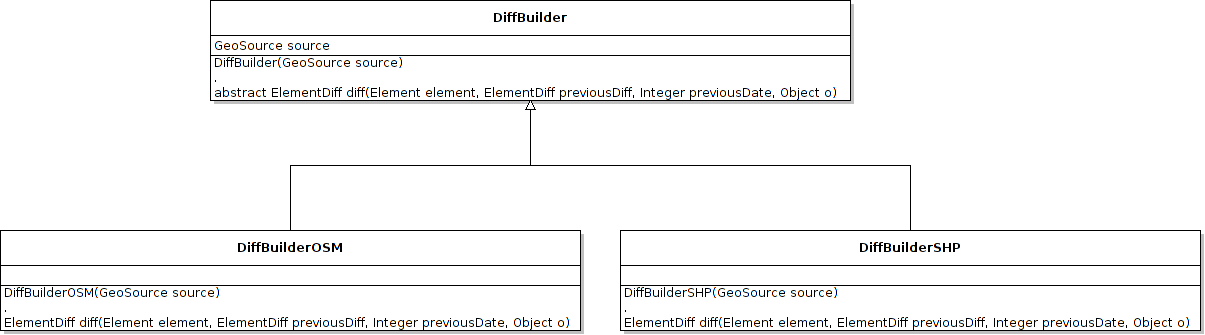 DiffBuilder
GeoSource source
DiffBuilder(GeoSource source)
.
abstract ElementDiff diff(Element element, ElementDiff previousDiff, Integer previousDate, Object o)
DiffBuilderOSM
DiffBuilderOSM(GeoSource source)
.
ElementDiff diff(Element element, ElementDiff previousDiff, Integer previousDate, Object o)
DiffBuilderSHP
DiffBuilderSHP(GeoSource source)
.
ElementDiff diff(Element element, ElementDiff previousDiff, Integer previousDate, Object o)